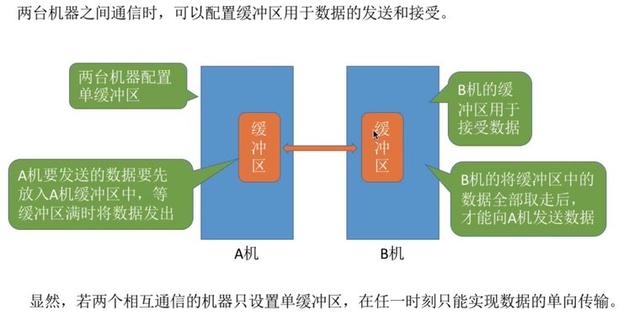 两台机器之间通信时，可以配置缓冲区用于数据的发送和接受。
两台机器配置
单缓冲区
A机要发送的数据要先
放入A机缓冲区中，等
缓冲区满时将数据发出
缓
冲
区
A机
缓
冲
区
B机
B机的缓
冲区用于
接受数据
B机的将缓冲区中的
数据全部取走后，
才能向A机发送数据
显然，若两个相互通信的机器只设置单缓冲区，在任一时刻只能实现数据的单向传输。